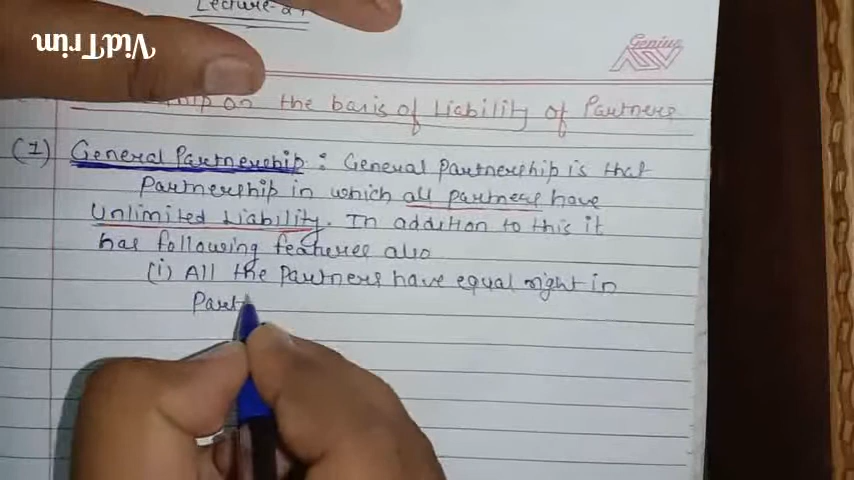 Lecture-21
VidTrim
Genius
on the basis of Liability of Partners
(1) General Partnership : General Partnership is that
Partnership in which all partners have
Unlimited Liability. In addition to this it
has following features also
(i) All the Partners have equal right in
Part